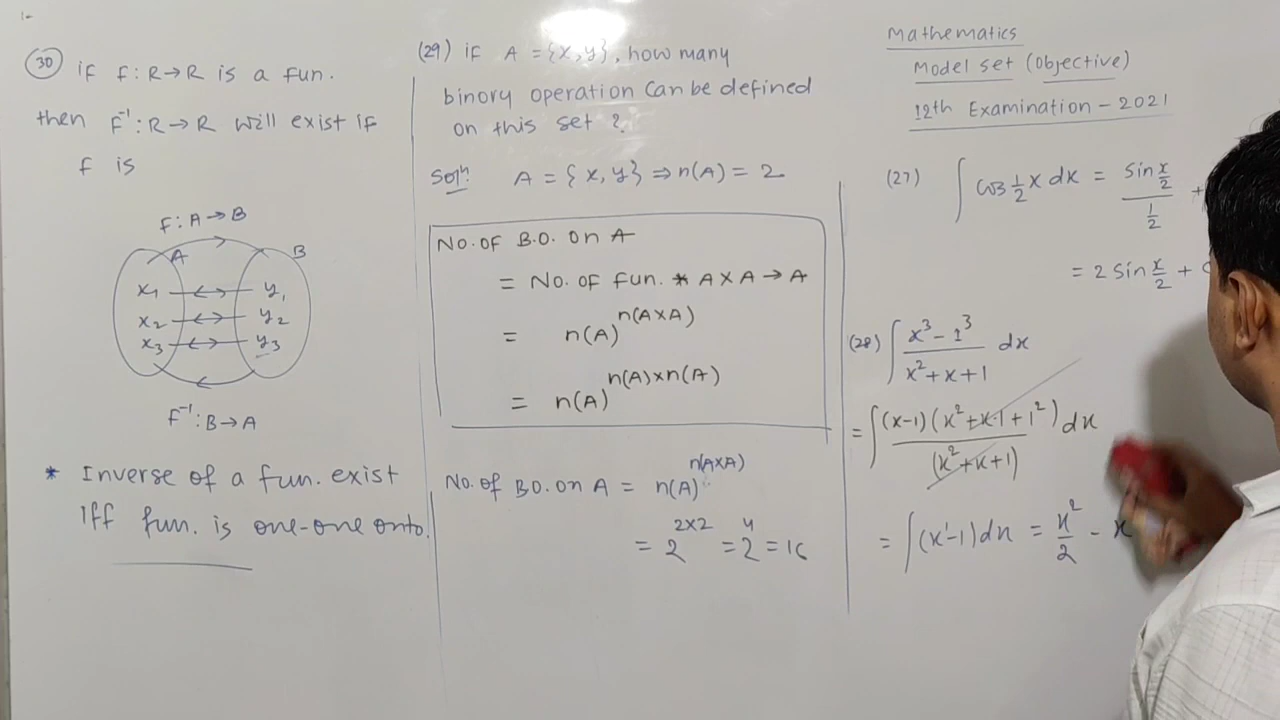 Mathematics
Model set (Objective)
12th Examination - 2021
(27) ∫ cos ½ x dx = sin x/2 / 1/2 +
= 2 sin x/2 +
(28) ∫ x³ - 1³ / x² + x + 1 dx
= ∫ (x-1)(x² + x·1 + 1²) / (x² + x + 1) dx
= ∫ (x¹-1) dx = x²/2 - x
(29) if A = {x, y}, how many
binary operation can be defined
on this set ?
Solⁿ: A = {x, y} ⇒ n(A) = 2
No. of B.O. on A
= No. of fun. * A × A → A
= n(A)^n(A×A)
= n(A)^n(A)×n(A)
No. of B.O. on A = n(A)^n(A×A)
= 2^2×2 = 2^4 = 16
(30) if f : R → R is a fun.
then f⁻¹ : R → R will exist if
f is
f : A → B
A B
x₁ y₁
x₂ y₂
x₃ y₃
f⁻¹ : B → A
* Inverse of a fun. exist
iff fun. is one-one onto.